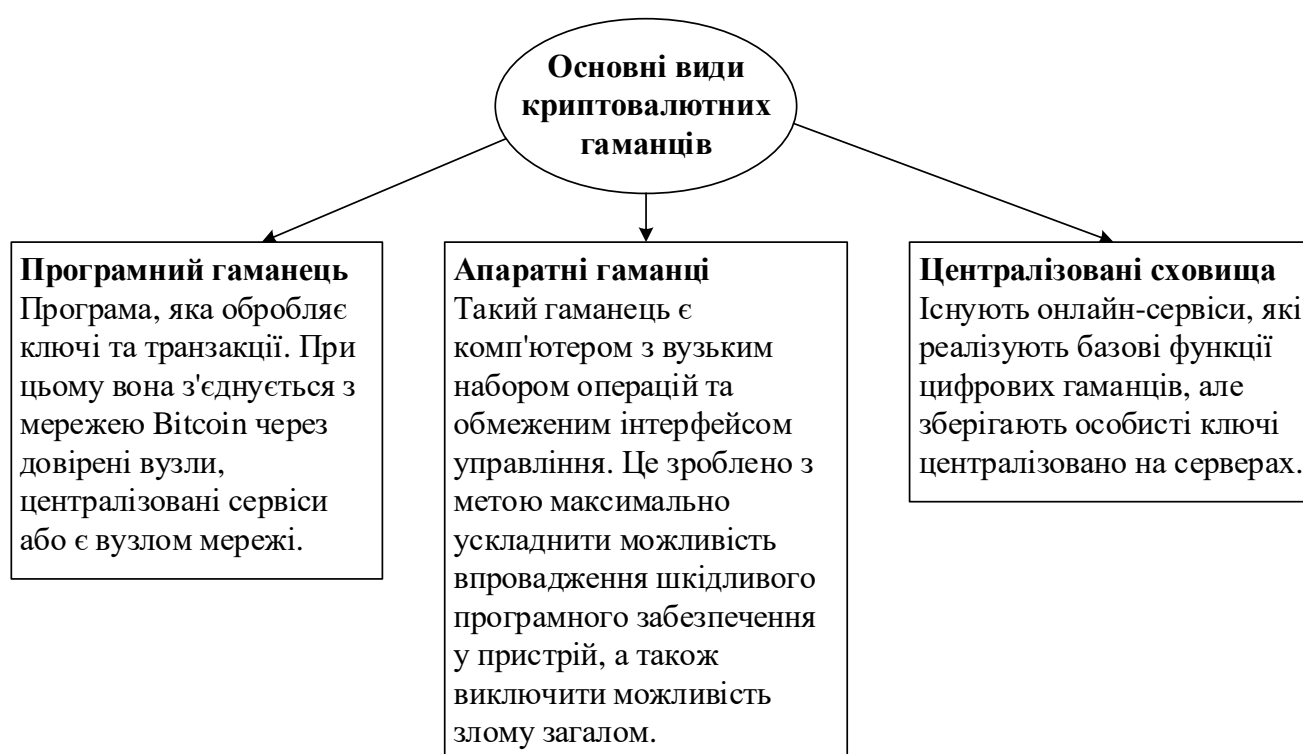 Основні види
криптовалютних
гаманців
Програмний гаманець
Програма, яка обробляє
ключі та транзакції. При
цьому вона з'єднується з
мережею Bitcoin через
довірені вузли,
централізовані сервіси
або є вузлом мережі.
Апаратні гаманці
Такий гаманець є
комп'ютером з вузьким
набором операцій та
обмеженим інтерфейсом
управління. Це зроблено з
метою максимально
ускладнити можливість
впровадження шкідливого
програмного забезпечення
у пристрій, а також
виключити можливість
злому загалом.
Централізовані сховища
Існують онлайн-сервіси, які
реалізують базові функції
цифрових гаманців, але
зберігають особисті ключі
централізовано на серверах.